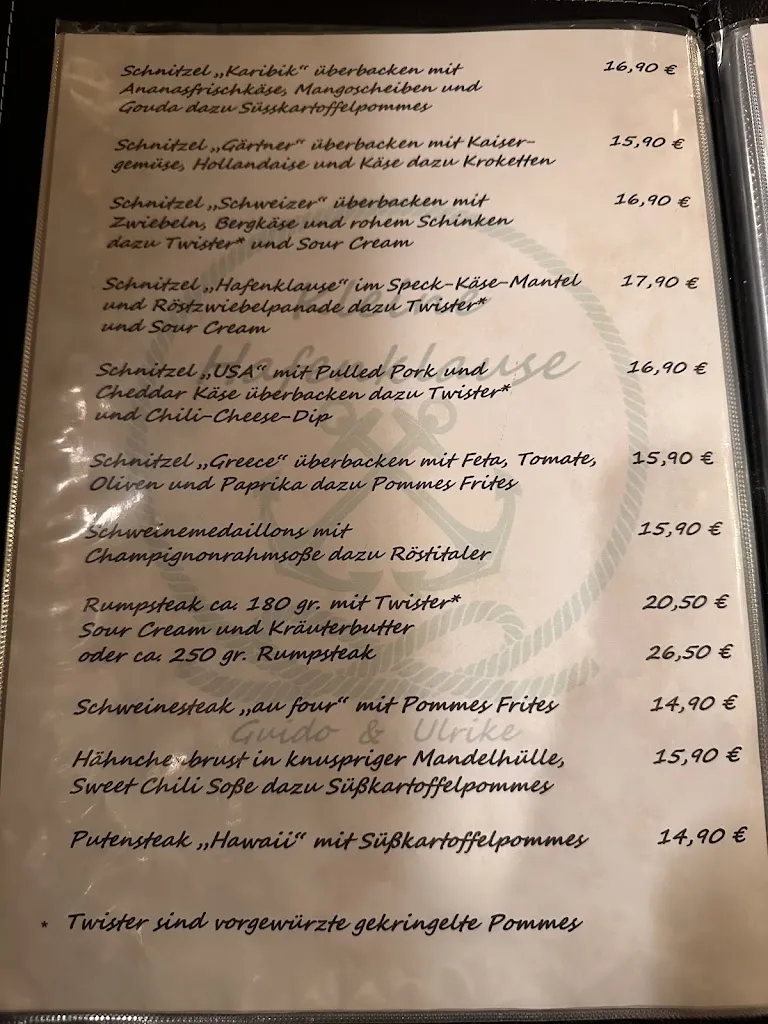 Schnitzel „Karibik“ überbacken mit 16,90 €
Ananasfrischkäse, Mangoscheiben und
Gouda dazu Süsskartoffelpommes
Schnitzel „Gärtner“ überbacken mit Kaiser- 15,90 €
gemüse, Hollandaise und Käse dazu Kroketten
Schnitzel „Schweizer“ überbacken mit 16,90 €
Zwiebeln, Bergkäse und rohem Schinken
dazu Twister* und Sour Cream
Schnitzel „Hafenklause“ im Speck-Käse-Mantel 17,90 €
und Röstzwiebelpanade dazu Twister*
und Sour Cream
Kleine
Hafenklause
Schnitzel „USA“ mit Pulled Pork und 16,90 €
Cheddar Käse überbacken dazu Twister*
und Chili-Cheese-Dip
Schnitzel „Greece“ überbacken mit Feta, Tomate, 15,90 €
Oliven und Paprika dazu Pommes Frites
Schweinemedaillons mit 15,90 €
Champignonrahmsoße dazu Röstitaler
Rumpsteak ca. 180 gr. mit Twister* 20,50 €
Sour Cream und Kräuterbutter
oder ca. 250 gr. Rumpsteak 26,50 €
Schweinesteak „au four“ mit Pommes Frites 14,90 €
Guido & Ulrike
Hähnchenbrust in knuspriger Mandelhülle, 15,90 €
Sweet Chili Soße dazu Süßkartoffelpommes
Putensteak „Hawaii“ mit Süßkartoffelpommes 14,90 €
* Twister sind vorgewürzte gekringelte Pommes